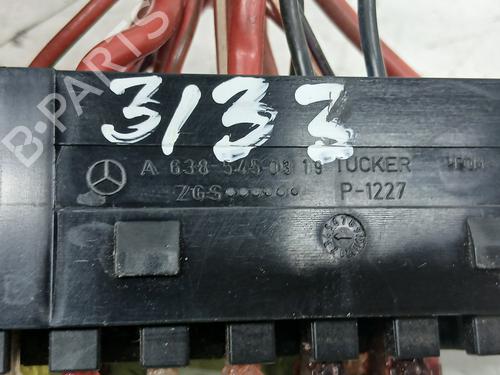 B-PARTS
3133
A 638 545 03 19 TUCKER
ZGS P-1227